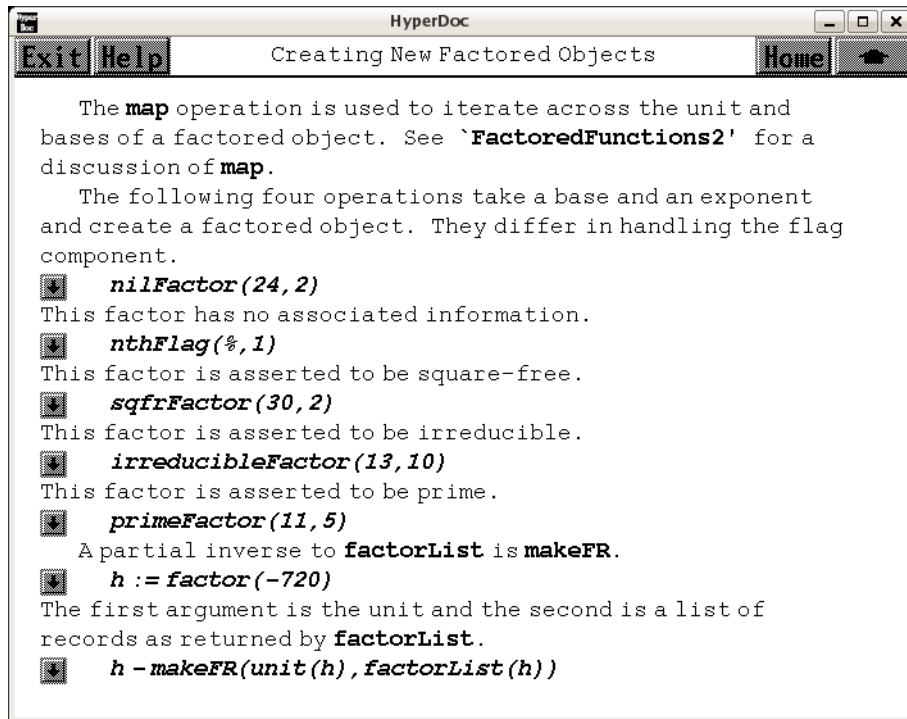 Hyper Doc
HyperDoc
Exit Help Creating New Factored Objects Home
The map operation is used to iterate across the unit and
bases of a factored object. See `FactoredFunctions2' for a
discussion of map.
The following four operations take a base and an exponent
and create a factored object. They differ in handling the flag
component.
nilFactor(24,2)
This factor has no associated information.
nthFlag(%,1)
This factor is asserted to be square-free.
sqfrFactor(30,2)
This factor is asserted to be irreducible.
irreducibleFactor(13,10)
This factor is asserted to be prime.
primeFactor(11,5)
A partial inverse to factorList is makeFR.
h := factor(-720)
The first argument is the unit and the second is a list of
records as returned by factorList.
h - makeFR(unit(h),factorList(h))